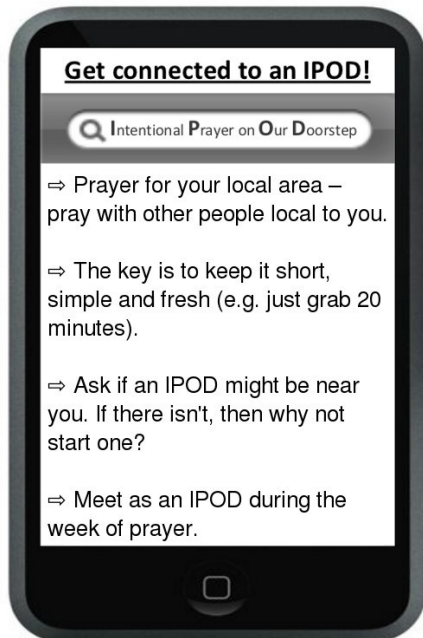 Get connected to an IPOD!
Intentional Prayer on Our Doorstep
⇨ Prayer for your local area –
pray with other people local to you.
⇨ The key is to keep it short,
simple and fresh (e.g. just grab 20
minutes).
⇨ Ask if an IPOD might be near
you. If there isn't, then why not
start one?
⇨ Meet as an IPOD during the
week of prayer.